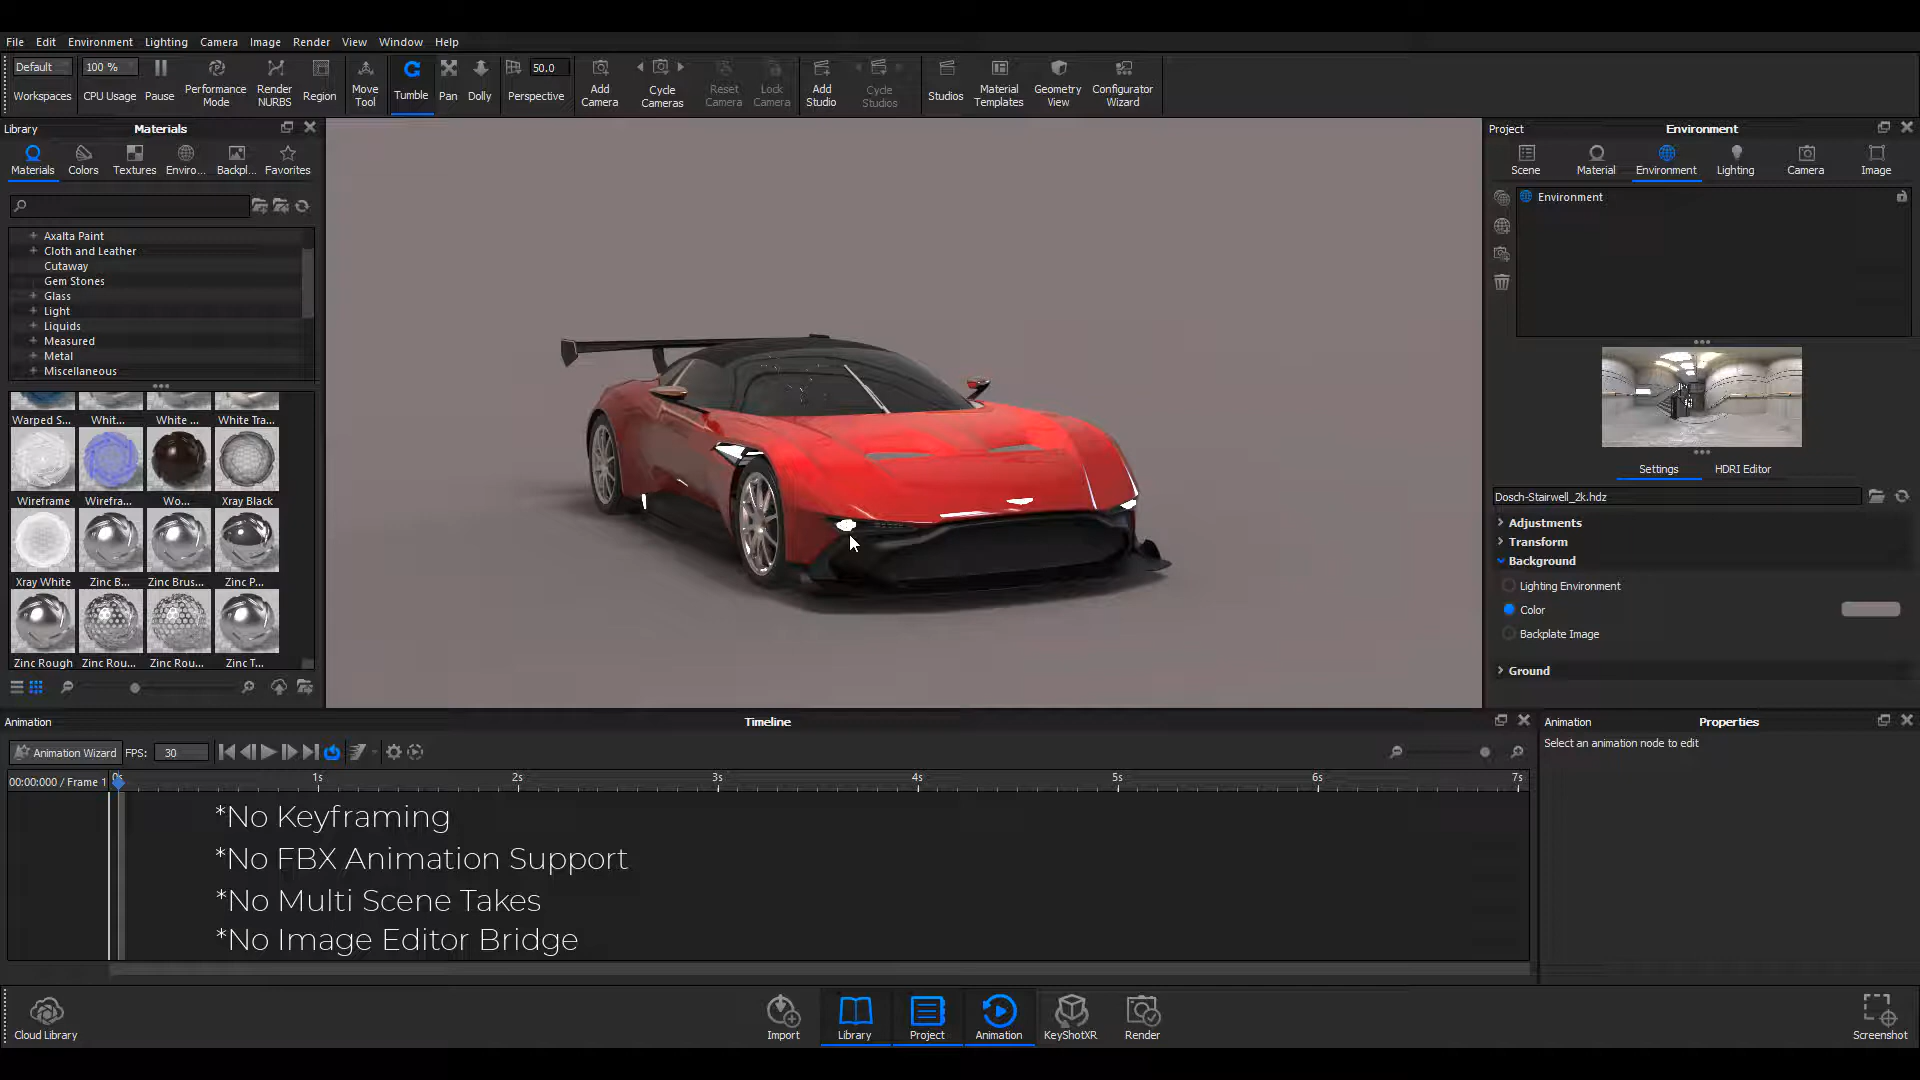 File Edit Environment Lighting Camera Image Render View Window Help
Default 100 % 50.0
Workspaces CPU Usage Pause Performance Mode Render NURBS Region Move Tool Tumble Pan Dolly Perspective Add Camera Cycle Cameras Reset Camera Lock Camera Add Studio Cycle Studios Studios Material Templates Geometry View Configurator Wizard
Library Materials
Materials Colors Textures Enviro... Backpl... Favorites
Axalta Paint
Cloth and Leather
Cutaway
Gem Stones
Glass
Light
Liquids
Measured
Metal
Miscellaneous
Warped S... Whit... White ... White Tra...
Wireframe Wirefra... Wo... Xray Black
Xray White Zinc B... Zinc Brus... Zinc P...
Zinc Rough Zinc Rou... Zinc Rou... Zinc T...
Project Environment
Scene Material Environment Lighting Camera Image
Environment
Settings HDRI Editor
Dosch-Stairwell_2k.hdz
Adjustments
Transform
Background
Lighting Environment
Color
Backplate Image
Ground
Animation Timeline
Animation Wizard FPS: 30
00:00:000 / Frame 1 0s 1s 2s 3s 4s 5s 6s 7s
*No Keyframing
*No FBX Animation Support
*No Multi Scene Takes
*No Image Editor Bridge
Animation Properties
Select an animation node to edit
Cloud Library Import Library Project Animation KeyShotXR Render Screenshot